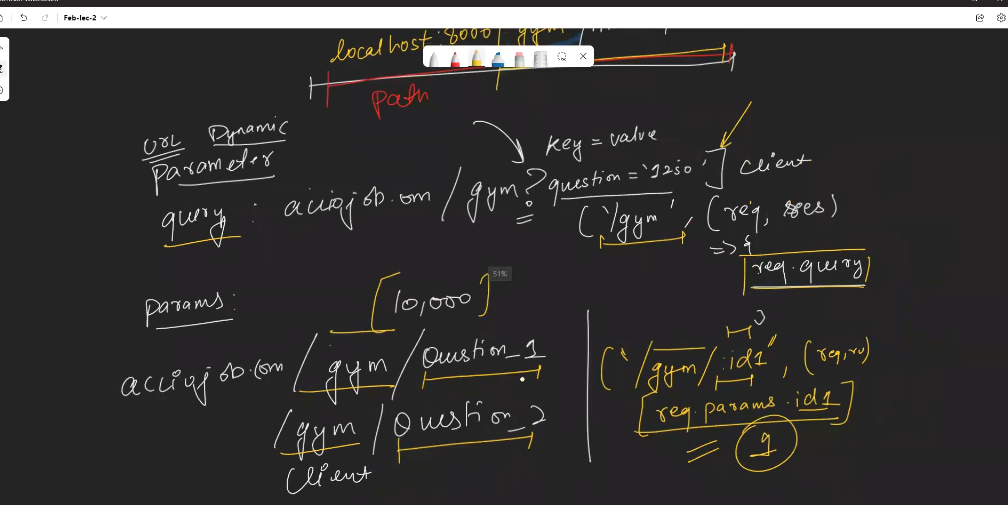 Feb-lec-2
localhost:8000/gym/
Path
URL Dynamic
Parameter
key = value
query : acciojob.om/gym? question = '1250' ] client
('/gym', (req, res)
=> {
req.query
51%
params:
[10,000]
acciojob.com/gym/Question_1
/gym/Question_2
client
("/gym/:id1", (req, res)
[req.params.id1]
= 1